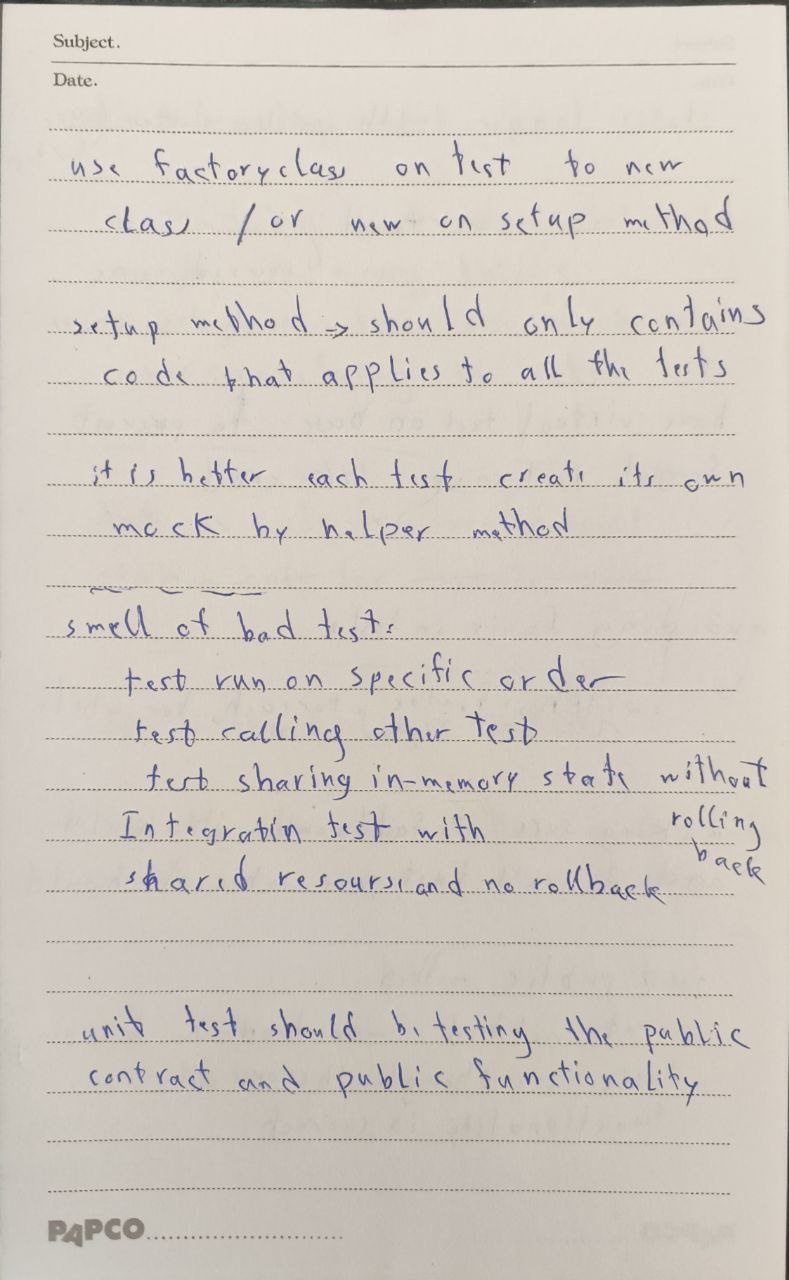 Subject.
Date.
use factory class on test to new
class / or new on setup method
setup method → should only contains
code that applies to all the tests
it is better each test create its own
mock by helper method
smell of bad test:
test run on specific order
test calling other test
test sharing in-memory state without
rolling
back
Integratin test with
shared resourse and no rollback
unit test should be testing the public
contract and public functionality
PAPCO